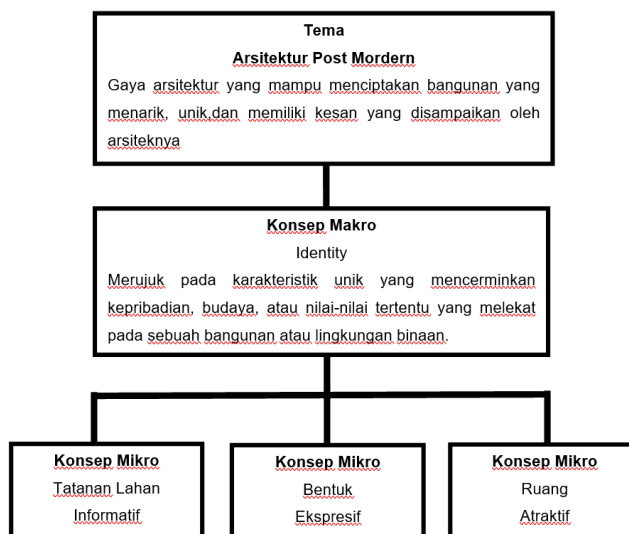 Tema
Arsitektur Post Mordern
Gaya arsitektur yang mampu menciptakan bangunan yang
menarik, unik,dan memiliki kesan yang disampaikan oleh
arsiteknya
Konsep Makro
Identity
Merujuk pada karakteristik unik yang mencerminkan
kepribadian, budaya, atau nilai-nilai tertentu yang melekat
pada sebuah bangunan atau lingkungan binaan.
Konsep Mikro
Tatanan Lahan
Informatif
Konsep Mikro
Bentuk
Ekspresif
Konsep Mikro
Ruang
Atraktif